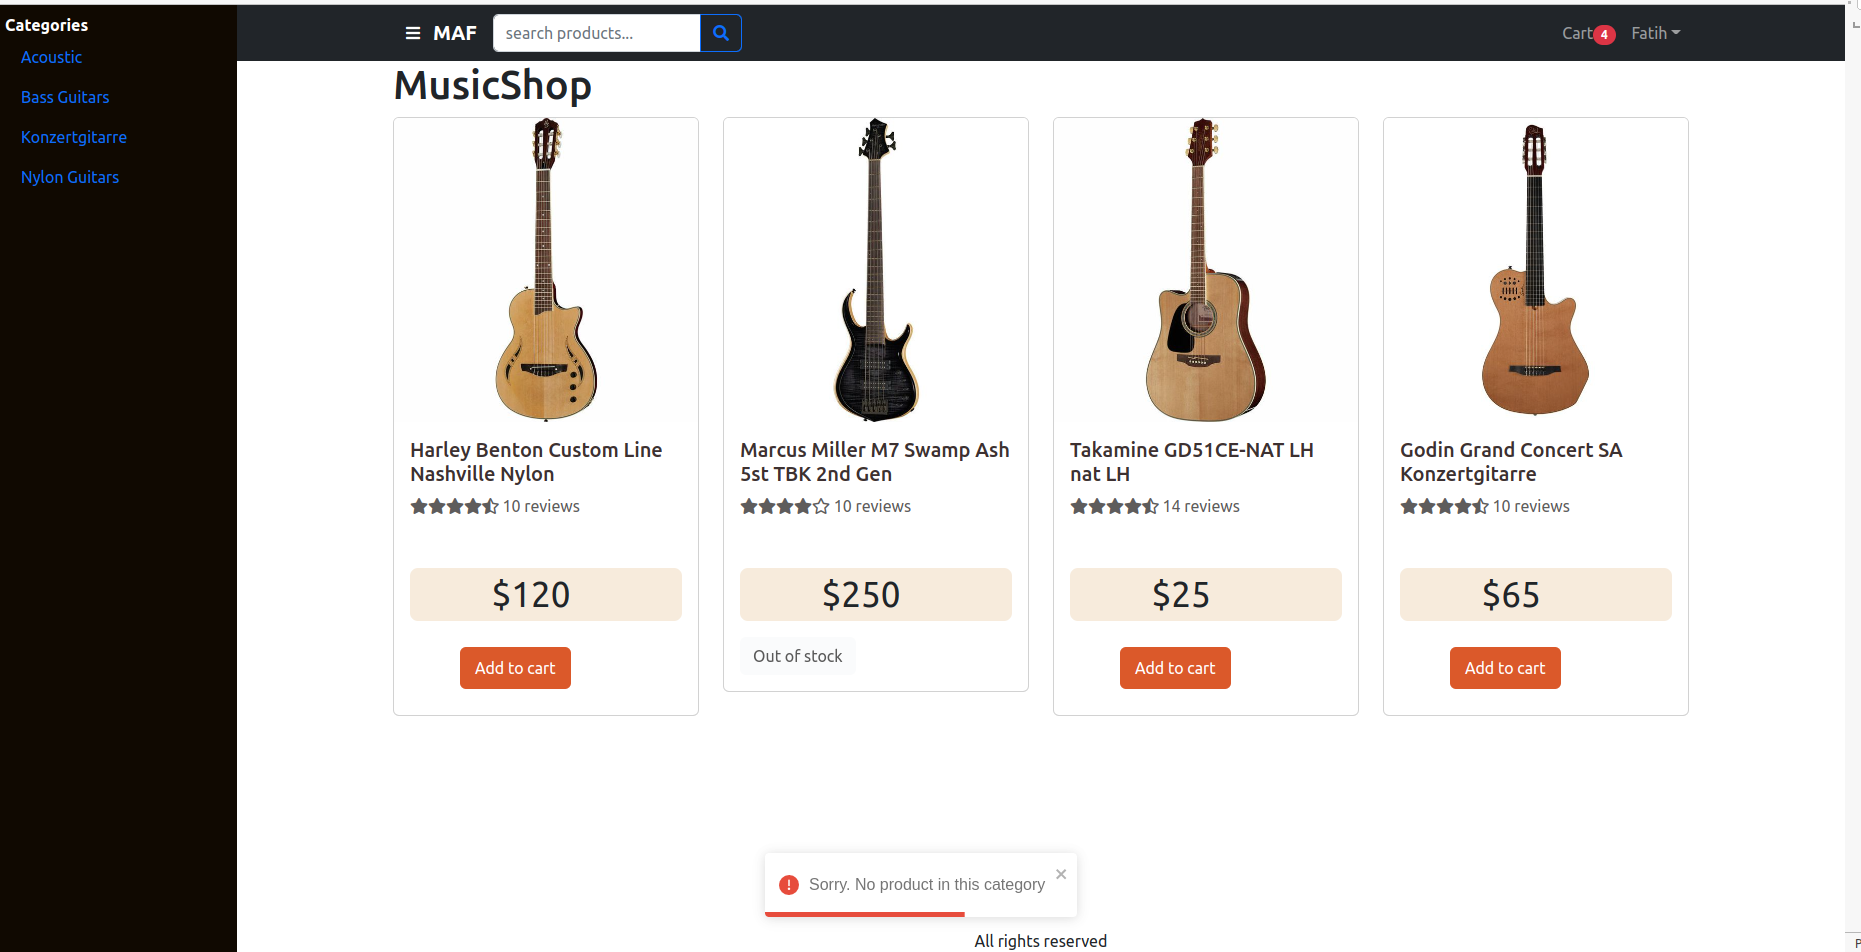 Categories
Acoustic
Bass Guitars
Konzertgitarre
Nylon Guitars
MAF
search products...
Cart 4
Fatih
MusicShop
Harley Benton Custom Line
Nashville Nylon
10 reviews
$120
Add to cart
Marcus Miller M7 Swamp Ash
5st TBK 2nd Gen
10 reviews
$250
Out of stock
Takamine GD51CE-NAT LH
nat LH
14 reviews
$25
Add to cart
Godin Grand Concert SA
Konzertgitarre
10 reviews
$65
Add to cart
Sorry. No product in this category
All rights reserved